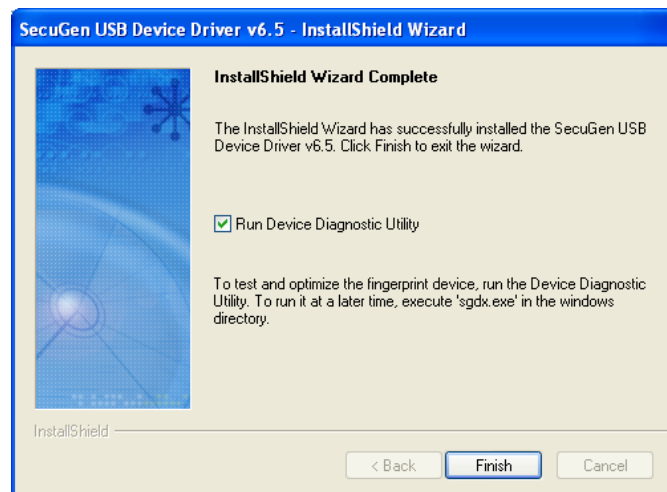 SecuGen USB Device Driver v6.5 - InstallShield Wizard
InstallShield Wizard Complete
The InstallShield Wizard has successfully installed the SecuGen USB
Device Driver v6.5. Click Finish to exit the wizard.
Run Device Diagnostic Utility
To test and optimize the fingerprint device, run the Device Diagnostic
Utility. To run it at a later time, execute 'sgdx.exe' in the windows
directory.
InstallShield
< Back
Finish
Cancel